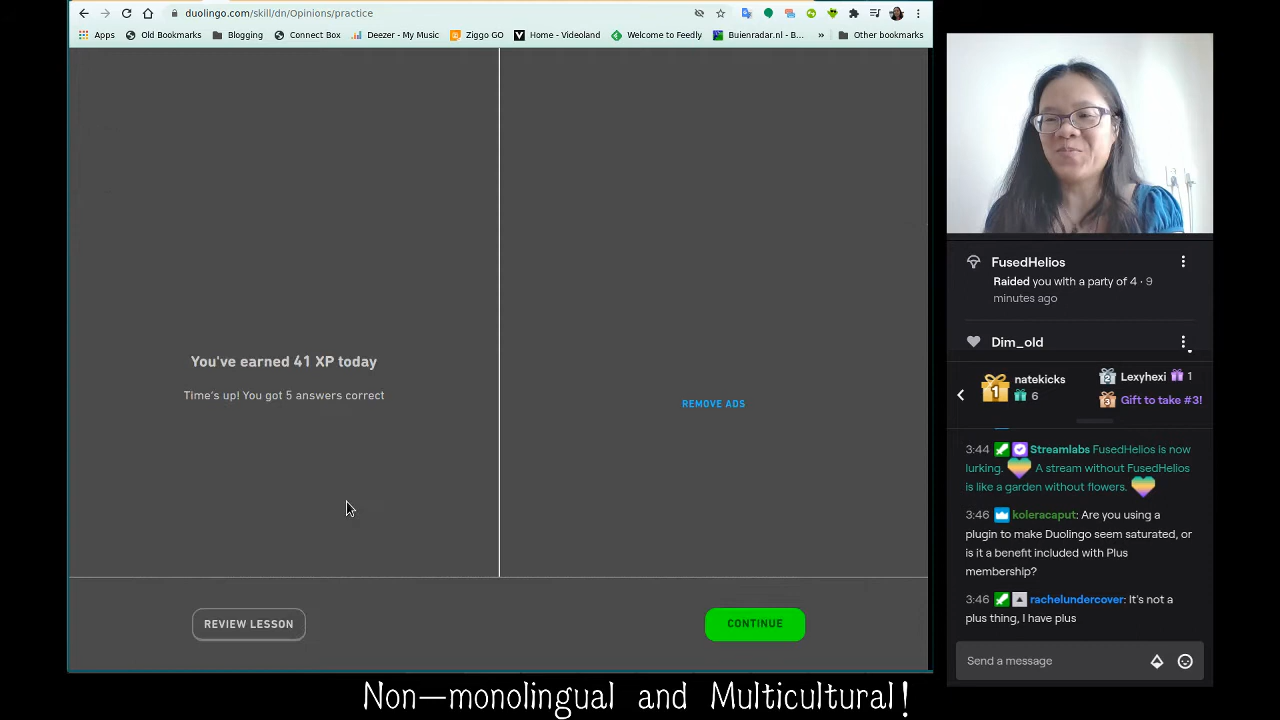 duolingo.com/skill/dn/Opinions/practice
Apps Old Bookmarks Blogging Connect Box Deezer - My Music Ziggo GO Home - Videoland Welcome to Feedly Buienradar.nl - B... » Other bookmarks
You've earned 41 XP today
Time's up! You got 5 answers correct
REMOVE ADS
REVIEW LESSON
CONTINUE
FusedHelios
Raided you with a party of 4 · 9
minutes ago
Dim_old
1 natekicks
6
2 Lexyhexi 1
3 Gift to take #3!
3:44 Streamlabs FusedHelios is now
lurking. A stream without FusedHelios
is like a garden without flowers.
3:46 koleracaput: Are you using a
plugin to make Duolingo seem saturated, or
is it a benefit included with Plus
membership?
3:46 rachelundercover: It's not a
plus thing, I have plus
Send a message
Non-monolingual and Multicultural!